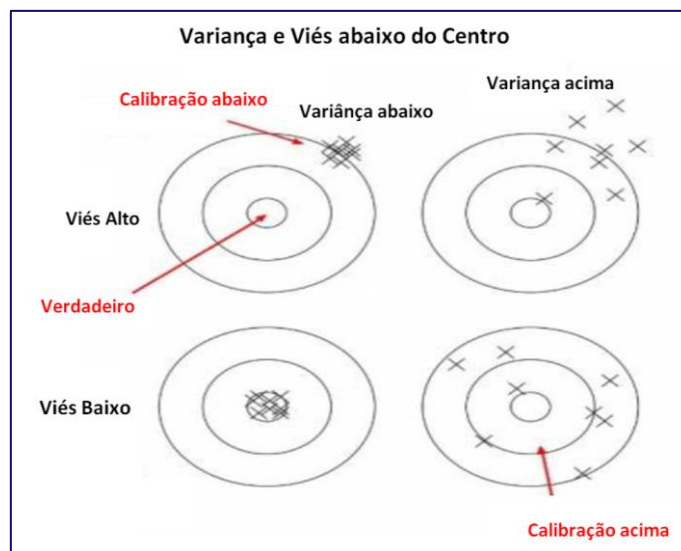 Variança e Viés abaixo do Centro
Variança acima
Calibração abaixo
Variânça abaixo
Viés Alto
Verdadeiro
Viés Baixo
Calibração acima